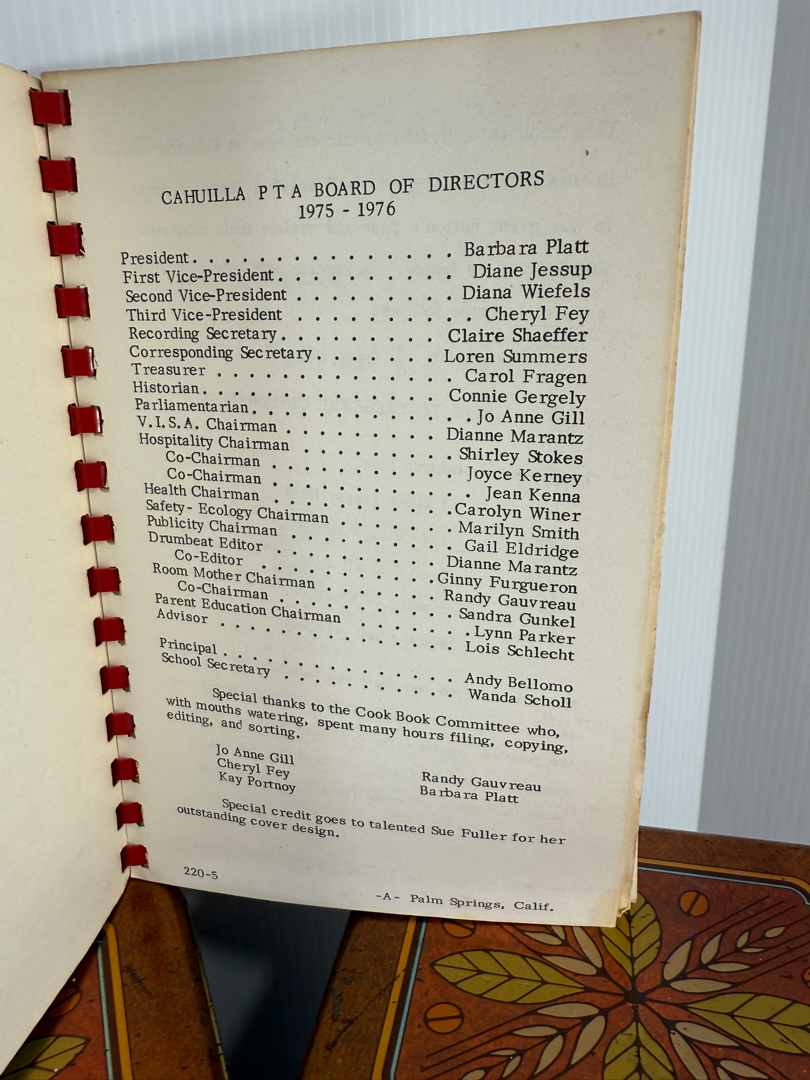 CAHUILLA P T A BOARD OF DIRECTORS
1975 - 1976
President. . . . . . . . . . . . . . . . Barbara Platt
First Vice-President. . . . . . . . . . Diane Jessup
Second Vice-President . . . . . . . . . Diana Wiefels
Third Vice-President . . . . . . . . . . Cheryl Fey
Recording Secretary. . . . . . . . . Claire Shaeffer
Corresponding Secretary. . . . . . . Loren Summers
Treasurer . . . . . . . . . . . . . . Carol Fragen
Historian. . . . . . . . . . . . . . Connie Gergely
Parliamentarian. . . . . . . . . . . . . Jo Anne Gill
V.I.S.A. Chairman . . . . . . . . . Dianne Marantz
Hospitality Chairman . . . . . . . . . Shirley Stokes
Co-Chairman . . . . . . . . . . . Joyce Kerney
Co-Chairman . . . . . . . . . . . . Jean Kenna
Health Chairman . . . . . . . . . . . Carolyn Winer
Safety- Ecology Chairman . . . . . . . Marilyn Smith
Publicity Chairman . . . . . . . . . . Gail Eldridge
Drumbeat Editor . . . . . . . . . . Dianne Marantz
Co-Editor . . . . . . . . . . . Ginny Furgueron
Room Mother Chairman . . . . . . . Randy Gauvreau
Co-Chairman . . . . . . . . . . . Sandra Gunkel
Parent Education Chairman . . . . . . . Lynn Parker
Advisor . . . . . . . . . . . . . . . Lois Schlecht
Principal . . . . . . . . . . . . . . Andy Bellomo
School Secretary . . . . . . . . . . . Wanda Scholl
Special thanks to the Cook Book Committee who,
with mouths watering, spent many hours filing, copying,
editing, and sorting.
Jo Anne Gill
Cheryl Fey
Kay Portnoy
Randy Gauvreau
Barbara Platt
Special credit goes to talented Sue Fuller for her
outstanding cover design.
220-5
-A- Palm Springs, Calif.